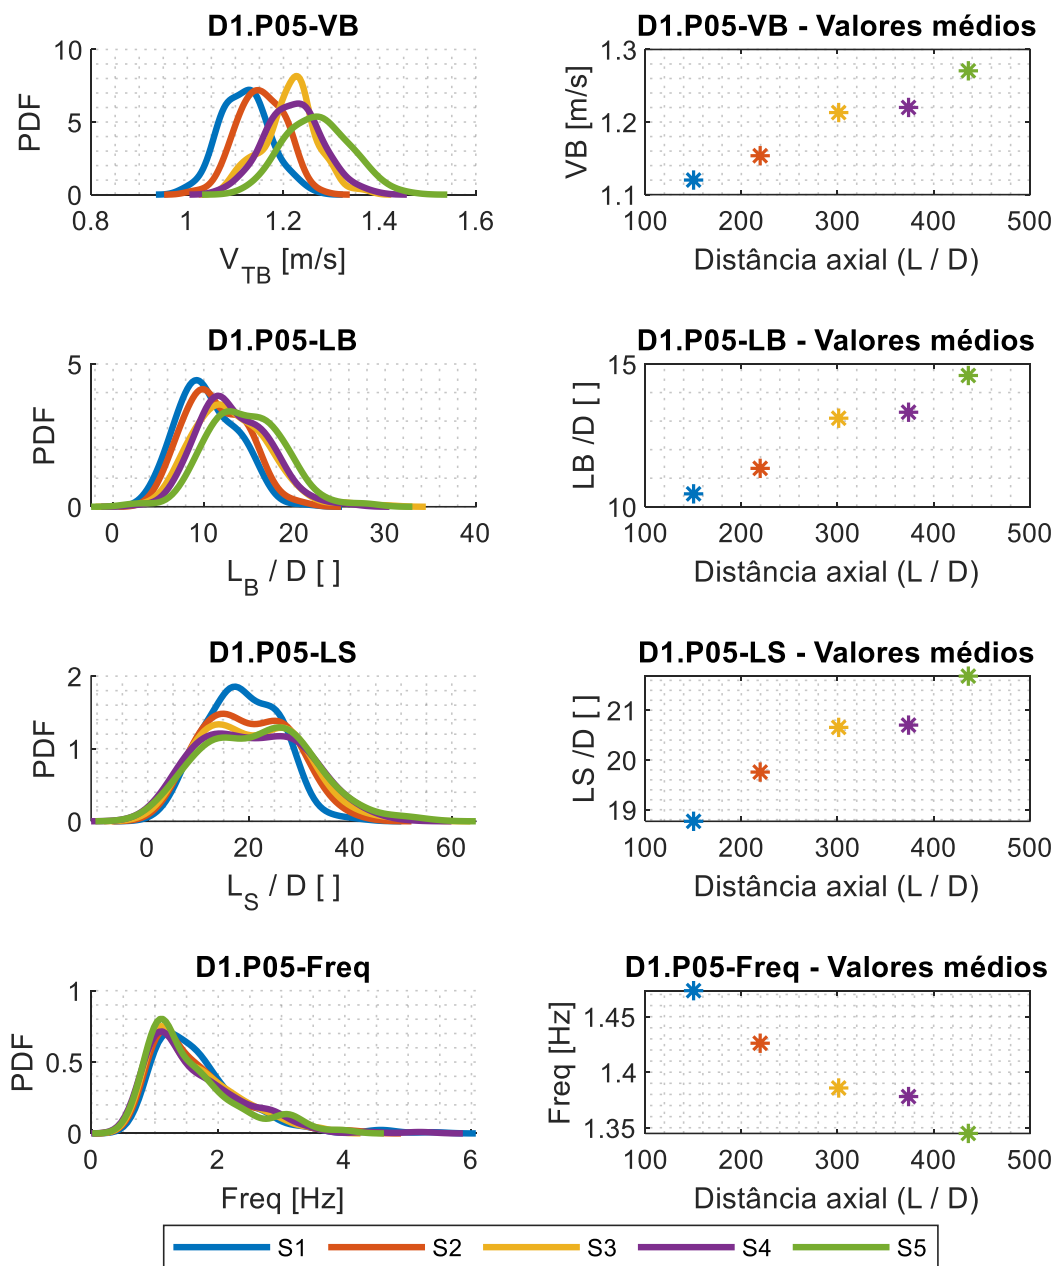 D1.P05-VB
10
5
0
PDF
0.8
1
1.2
1.4
1.6
V_TB [m/s]
D1.P05-VB - Valores médios
1.3
1.2
1.1
VB [m/s]
100
200
300
400
500
Distância axial (L / D)
D1.P05-LB
5
0
PDF
0
10
20
30
40
L_B / D [ ]
D1.P05-LB - Valores médios
15
10
LB /D [ ]
100
200
300
400
500
Distância axial (L / D)
D1.P05-LS
2
1
0
PDF
0
20
40
60
L_S / D [ ]
D1.P05-LS - Valores médios
21
20
19
LS /D [ ]
100
200
300
400
500
Distância axial (L / D)
D1.P05-Freq
1
0.5
0
PDF
0
2
4
6
Freq [Hz]
D1.P05-Freq - Valores médios
1.45
1.4
1.35
Freq [Hz]
100
200
300
400
500
Distância axial (L / D)
S1
S2
S3
S4
S5